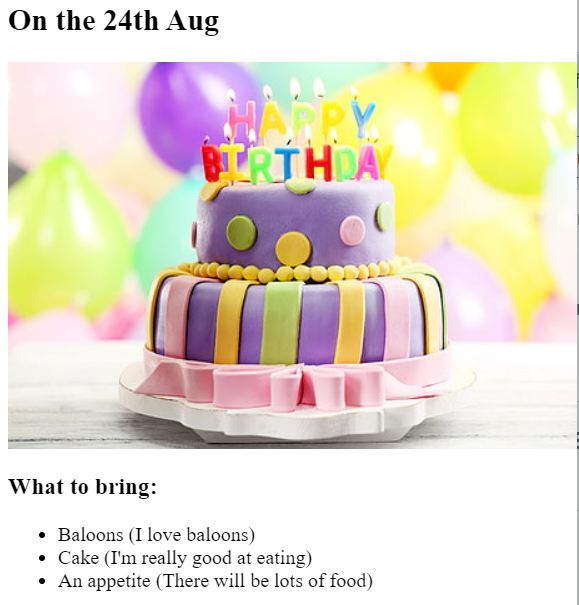 On the 24th Aug
HAPPY
BIRTHDAY
What to bring:
Baloons (I love baloons)
Cake (I'm really good at eating)
An appetite (There will be lots of food)